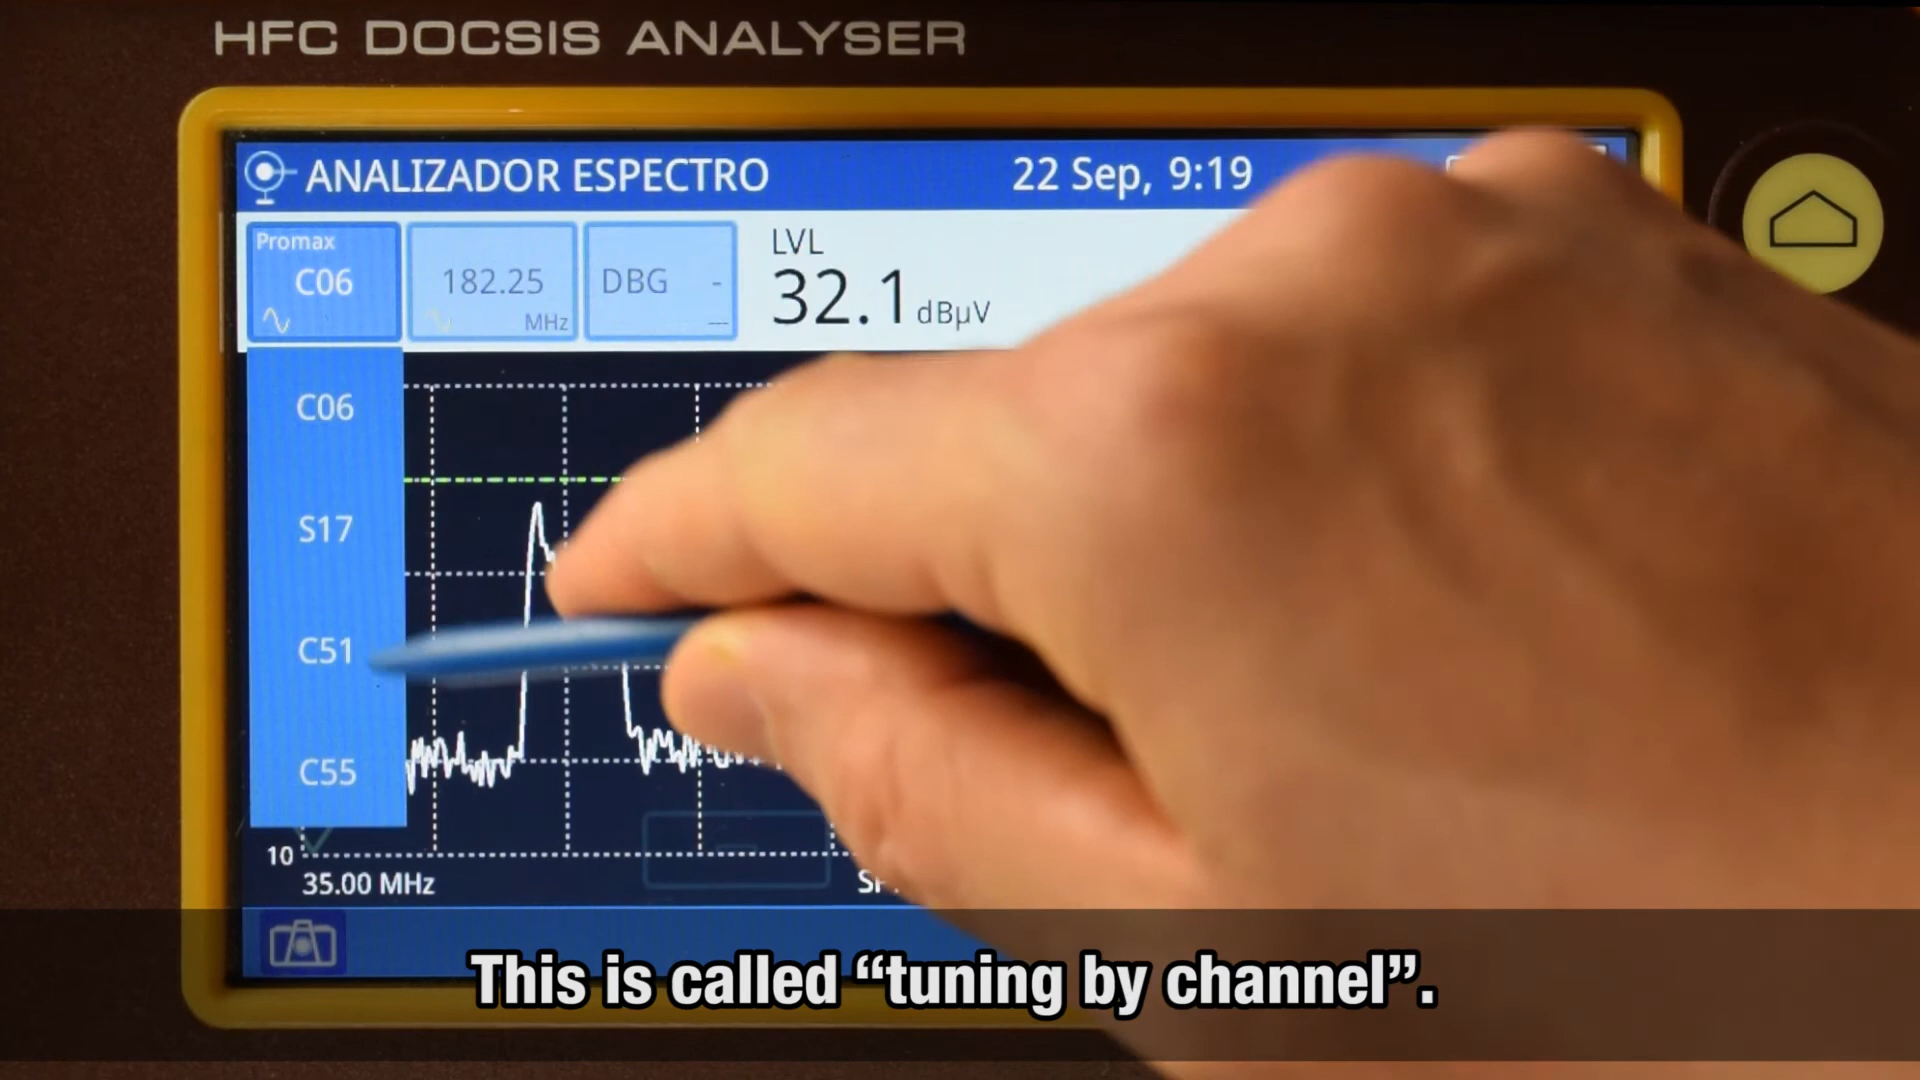 HFC DOCSIS ANALYSER
ANALIZADOR ESPECTRO
22 Sep, 9:19
Promax
C06
182.25
MHz
DBG -
LVL
32.1 dBµV
C06
S17
C51
C55
10
35.00 MHz
This is called “tuning by channel”.